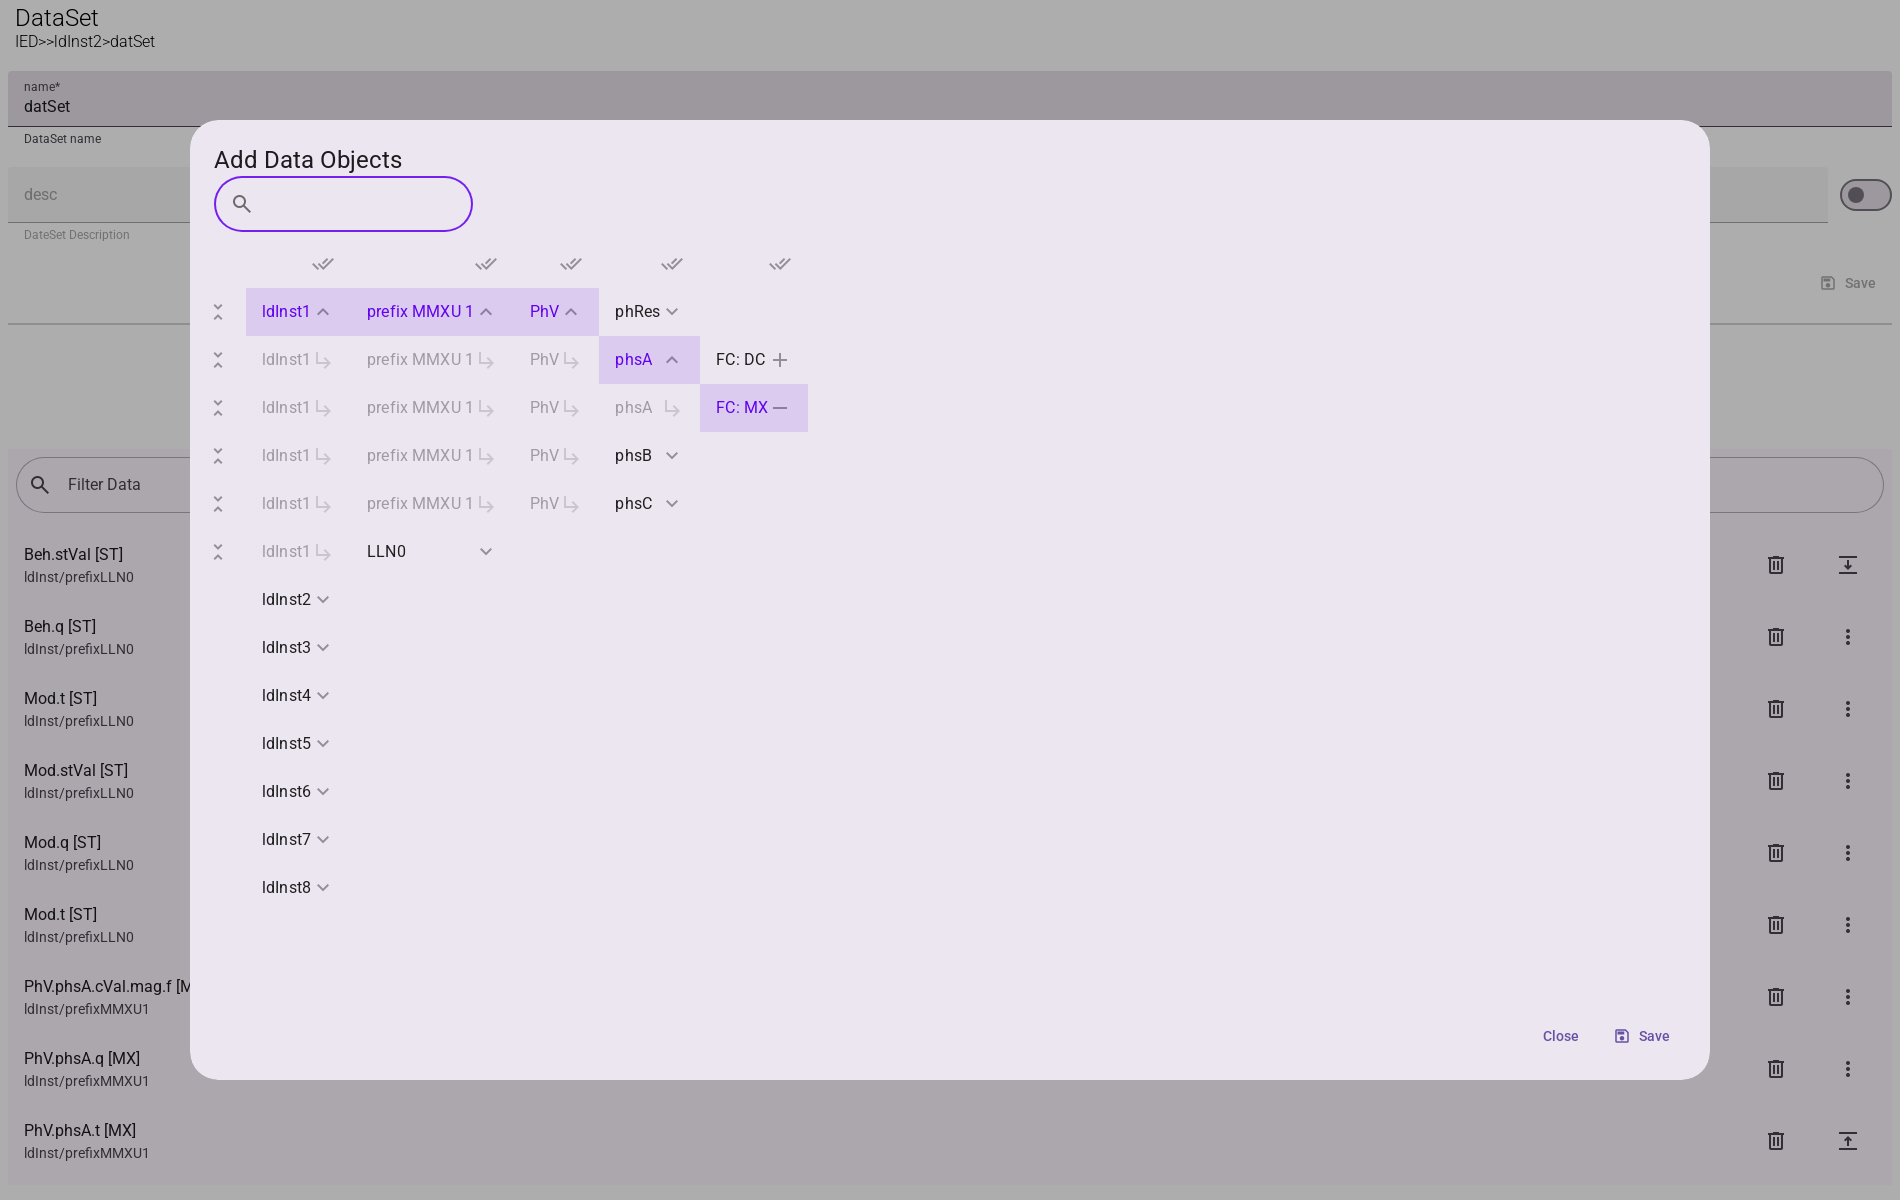 DataSet
IED>>ldInst2>datSet
name*
datSet
DataSet name
desc
DateSet Description
Save
Add Data Objects
ldInst1 prefix MMXU 1 PhV phRes
ldInst1 prefix MMXU 1 PhV phsA FC: DC
ldInst1 prefix MMXU 1 PhV phsA FC: MX
ldInst1 prefix MMXU 1 PhV phsB
ldInst1 prefix MMXU 1 PhV phsC
ldInst1 LLN0
ldInst2
ldInst3
ldInst4
ldInst5
ldInst6
ldInst7
ldInst8
Close Save
Filter Data
Beh.stVal [ST]
ldInst/prefixLLN0
Beh.q [ST]
ldInst/prefixLLN0
Mod.t [ST]
ldInst/prefixLLN0
Mod.stVal [ST]
ldInst/prefixLLN0
Mod.q [ST]
ldInst/prefixLLN0
Mod.t [ST]
ldInst/prefixLLN0
PhV.phsA.cVal.mag.f [M
ldInst/prefixMMXU1
PhV.phsA.q [MX]
ldInst/prefixMMXU1
PhV.phsA.t [MX]
ldInst/prefixMMXU1